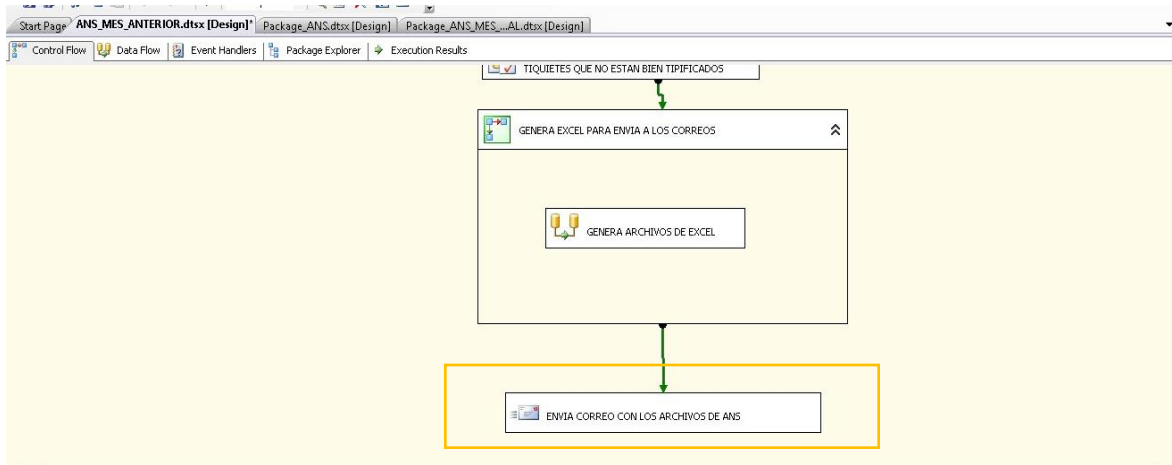 Start Page ANS_MES_ANTERIOR.dtsx [Design]* Package_ANS.dtsx [Design] Package_ANS_MES_...AL.dtsx [Design]
Control Flow Data Flow Event Handlers Package Explorer Execution Results
TIQUIETES QUE NO ESTAN BIEN TIPIFICADOS
GENERA EXCEL PARA ENVIA A LOS CORREOS
GENERA ARCHIVOS DE EXCEL
ENVIA CORREO CON LOS ARCHIVOS DE ANS